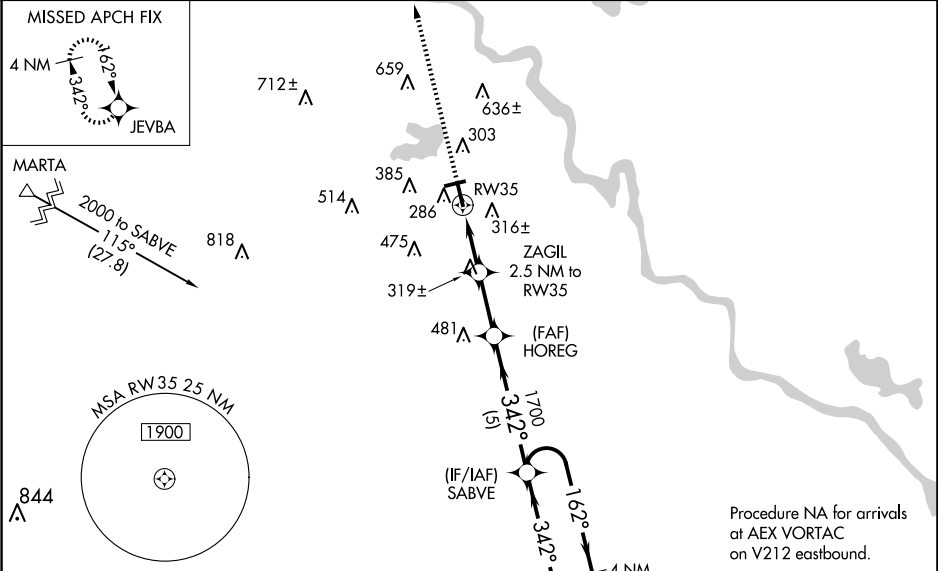 MISSED APCH FIX
4 NM
162°
342°
JEVBA
659
712±
636±
303
MARTA
2000 to SABVE
115°
(27.8)
385
RW35
514
286
316±
818
475
ZAGIL
2.5 NM to
RW35
319±
481
(FAF)
HOREG
MSA RW35 25 NM
1900
1700
342°
(5)
(IF/IAF)
SABVE
844
162°
342°
4 NM
Procedure NA for arrivals
at AEX VORTAC
on V212 eastbound.